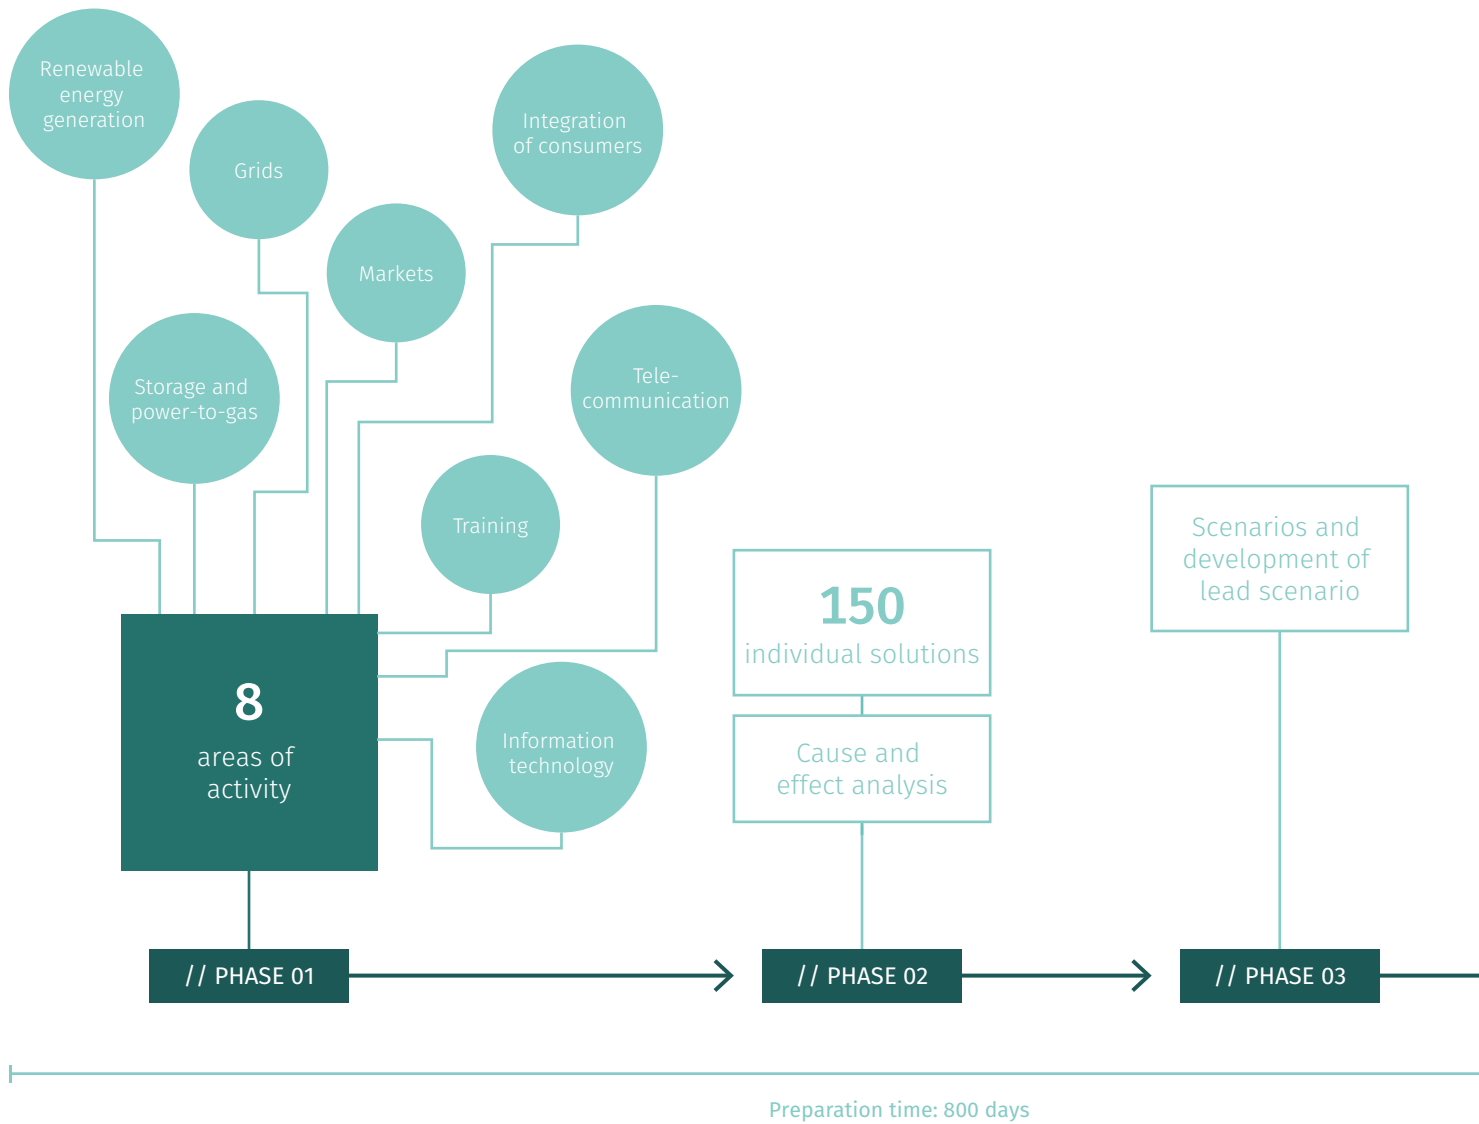 Renewable
energy
generation
Grids
Integration
of consumers
Markets
Storage and
power-to-gas
Tele-
communication
Training
Information
technology
8
areas of
activity
150
individual solutions
Cause and
effect analysis
Scenarios and
development of
lead scenario
// PHASE 01
// PHASE 02
// PHASE 03
Preparation time: 800 days